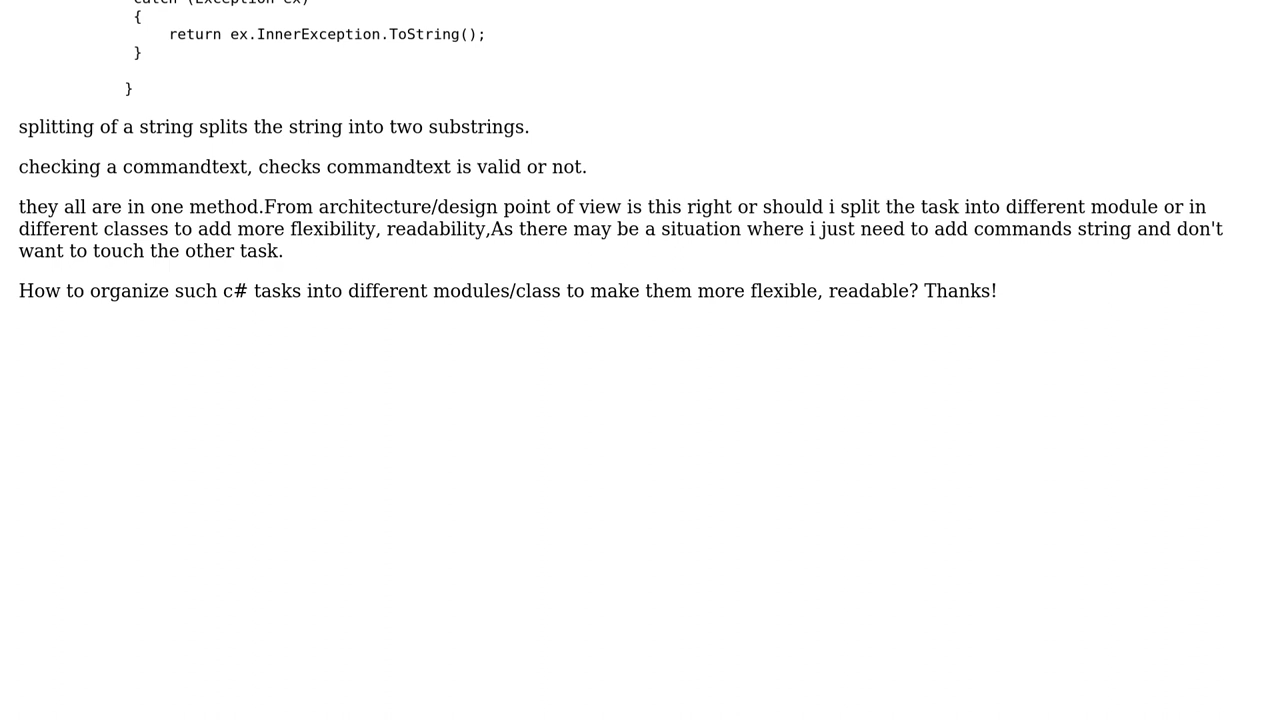 catch (Exception ex)
{
return ex.InnerException.ToString();
}
}
splitting of a string splits the string into two substrings.
checking a commandtext, checks commandtext is valid or not.
they all are in one method.From architecture/design point of view is this right or should i split the task into different module or in
different classes to add more flexibility, readability,As there may be a situation where i just need to add commands string and don't
want to touch the other task.
How to organize such c# tasks into different modules/class to make them more flexible, readable? Thanks!